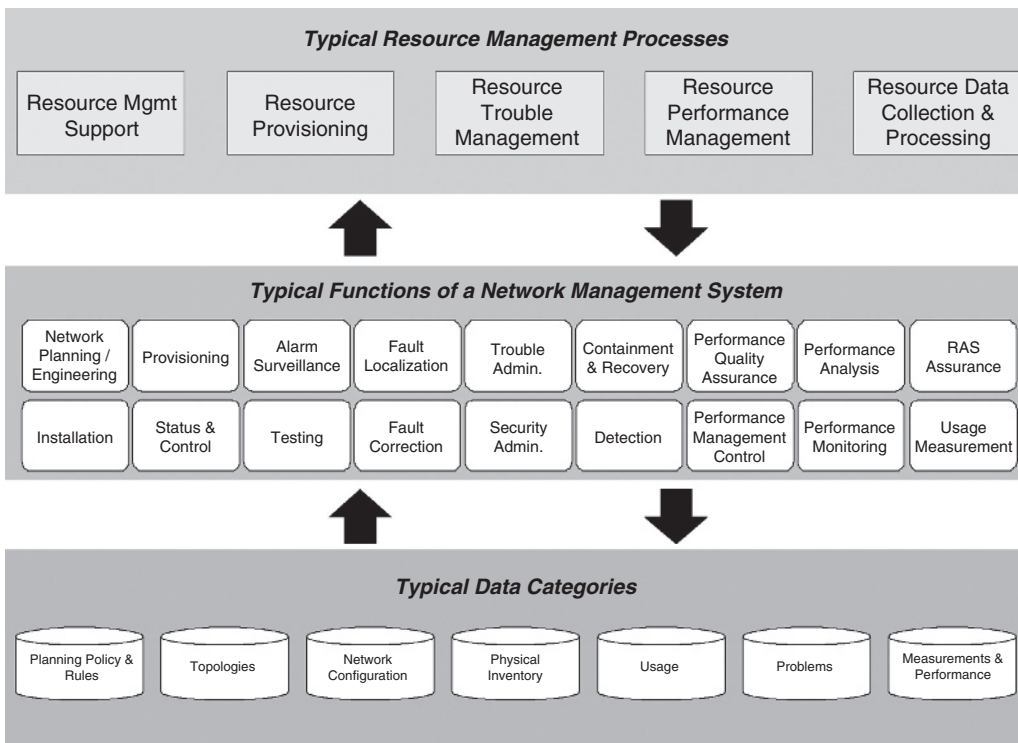 Typical Resource Management Processes
Resource Mgmt
Support
Resource
Provisioning
Resource
Trouble
Management
Resource
Performance
Management
Resource Data
Collection &
Processing
Typical Functions of a Network Management System
Network
Planning /
Engineering
Provisioning
Alarm
Surveillance
Fault
Localization
Trouble
Admin.
Containment
& Recovery
Performance
Quality
Assurance
Performance
Analysis
RAS
Assurance
Installation
Status &
Control
Testing
Fault
Correction
Security
Admin.
Detection
Performance
Management
Control
Performance
Monitoring
Usage
Measurement
Typical Data Categories
Planning Policy &
Rules
Topologies
Network
Configuration
Physical
Inventory
Usage
Problems
Measurements &
Performance